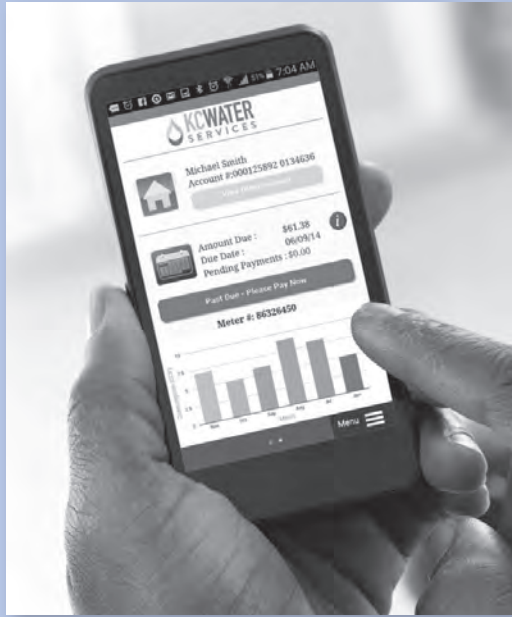 51% 7:04 AM
KCWATER
SERVICES
Michael Smith
Account #:000125892 0134636
Amount Due : $61.38
Due Date : 06/09/14
Pending Payments : $0.00
Past Due - Please Pay Now
Meter #: 86326450
Menu